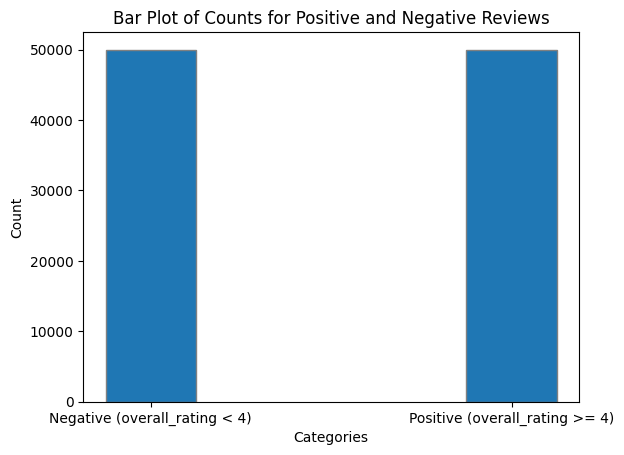 Bar Plot of Counts for Positive and Negative Reviews
50000
40000
30000
20000
10000
0
Count
Negative (overall_rating < 4)
Positive (overall_rating >= 4)
Categories